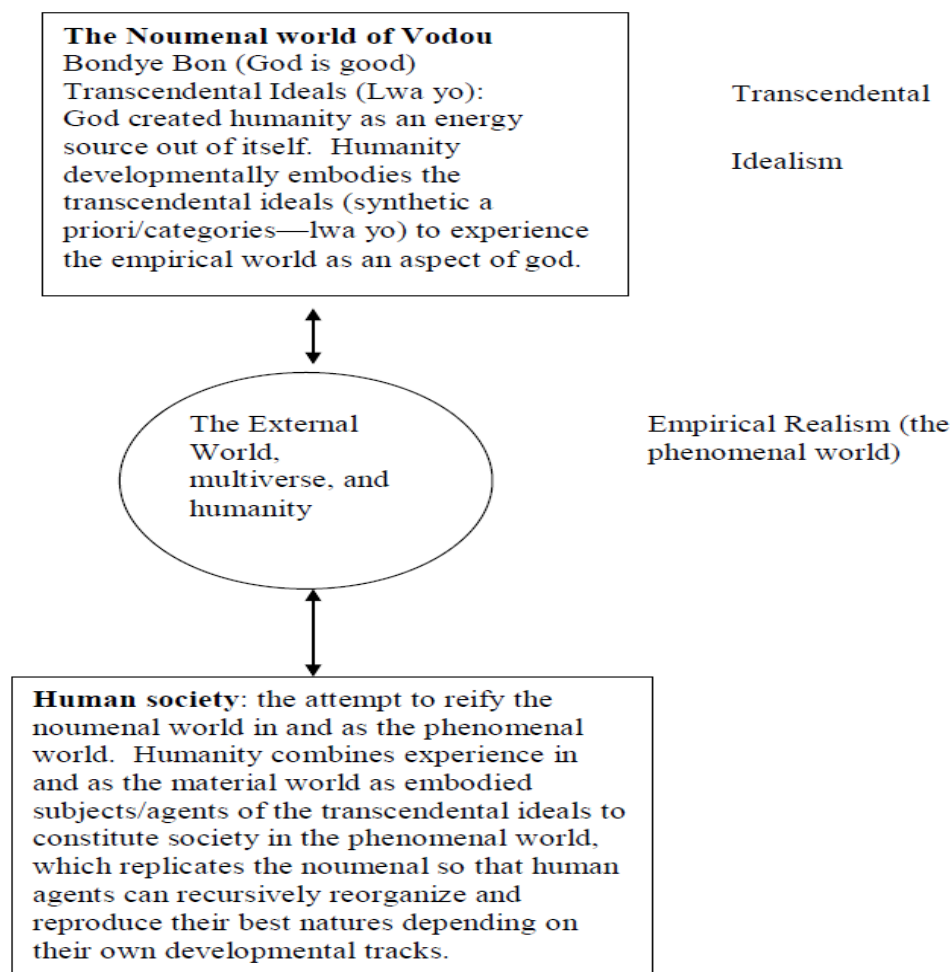 The Noumenal world of Vodou
Bondye Bon (God is good)
Transcendental Ideals (Lwa yo):
God created humanity as an energy
source out of itself.  Humanity
developmentally embodies the
transcendental ideals (synthetic a
priori/categories—lwa yo) to experience
the empirical world as an aspect of god.
Transcendental
Idealism
The External
World,
multiverse, and
humanity
Empirical Realism (the
phenomenal world)
Human society: the attempt to reify the
noumenal world in and as the phenomenal
world.  Humanity combines experience in
and as the material world as embodied
subjects/agents of the transcendental ideals to
constitute society in the phenomenal world,
which replicates the noumenal so that human
agents can recursively reorganize and
reproduce their best natures depending on
their own developmental tracks.